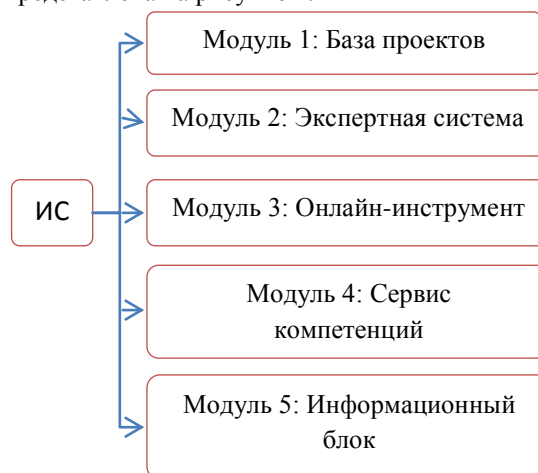 Модуль 1: База проектов
Модуль 2: Экспертная система
ИС
Модуль 3: Онлайн-инструмент
Модуль 4: Сервис
компетенций
Модуль 5: Информационный
блок